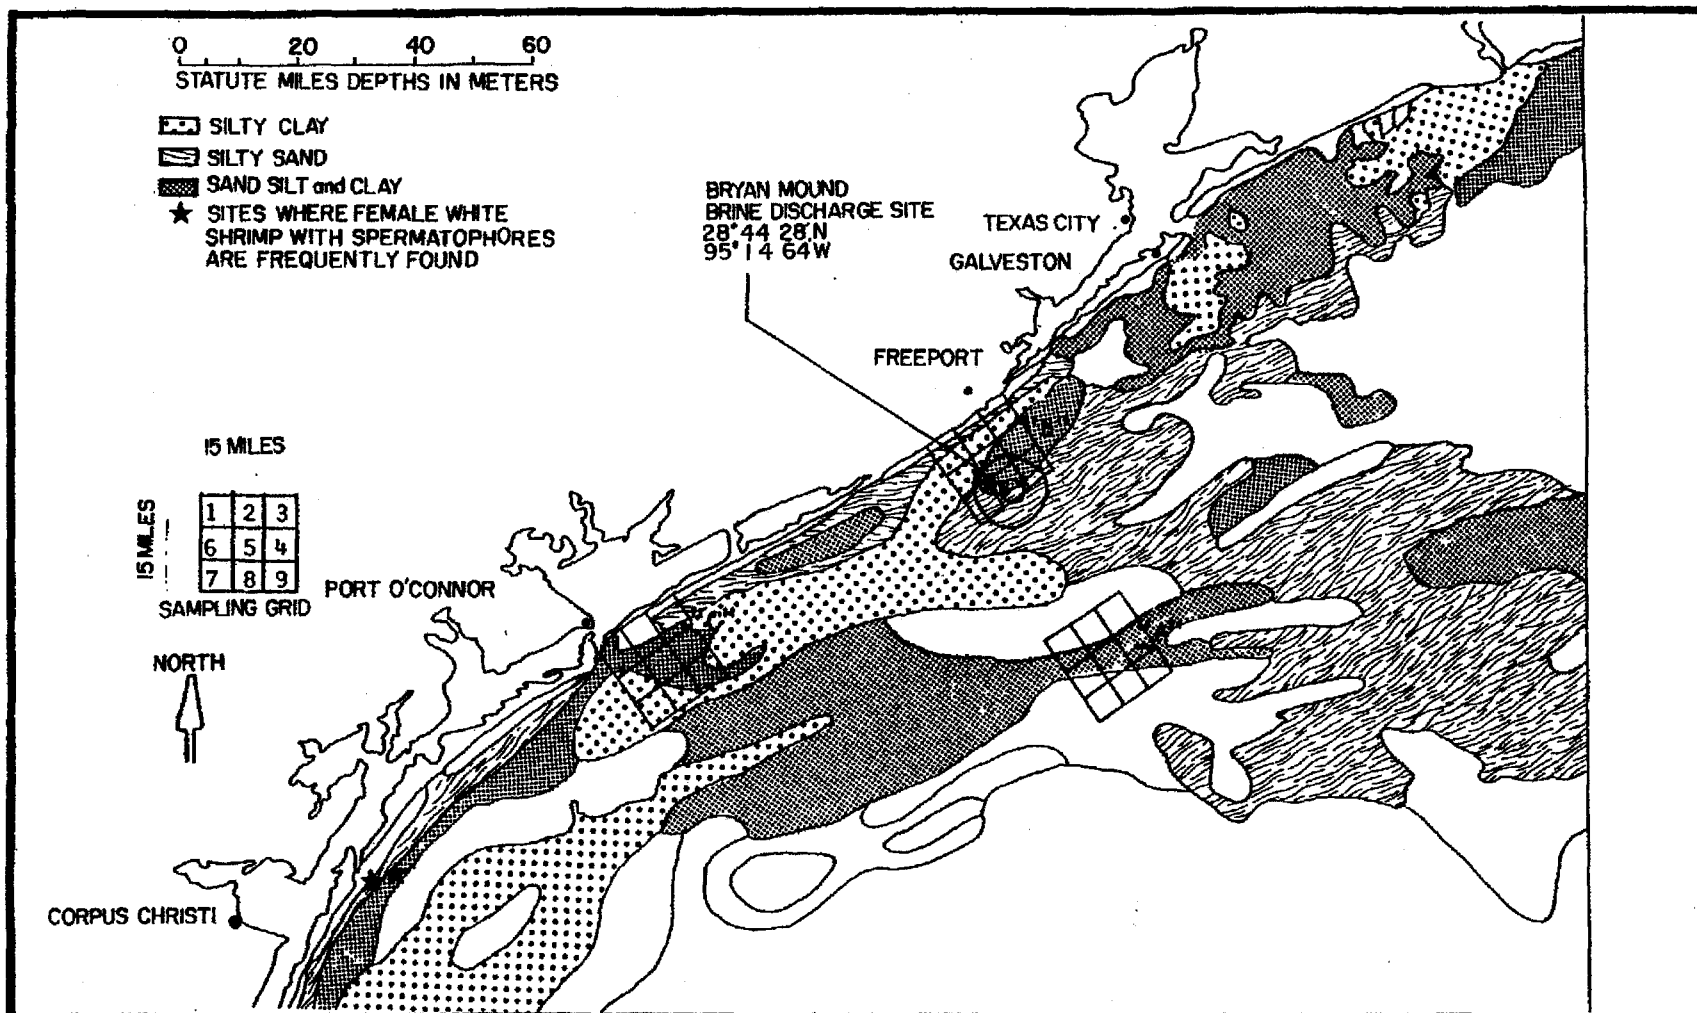 0 20 40 60
STATUTE MILES DEPTHS IN METERS
SILTY CLAY
SILTY SAND
SAND SILT and CLAY
SITES WHERE FEMALE WHITE
SHRIMP WITH SPERMATOPHORES
ARE FREQUENTLY FOUND
BRYAN MOUND
BRINE DISCHARGE SITE
28°44 28'N
95°14 64W
TEXAS CITY
GALVESTON
FREEPORT
15 MILES
15 MILES
1 2 3
6 5 4
7 8 9
SAMPLING GRID
PORT O'CONNOR
NORTH
CORPUS CHRISTI